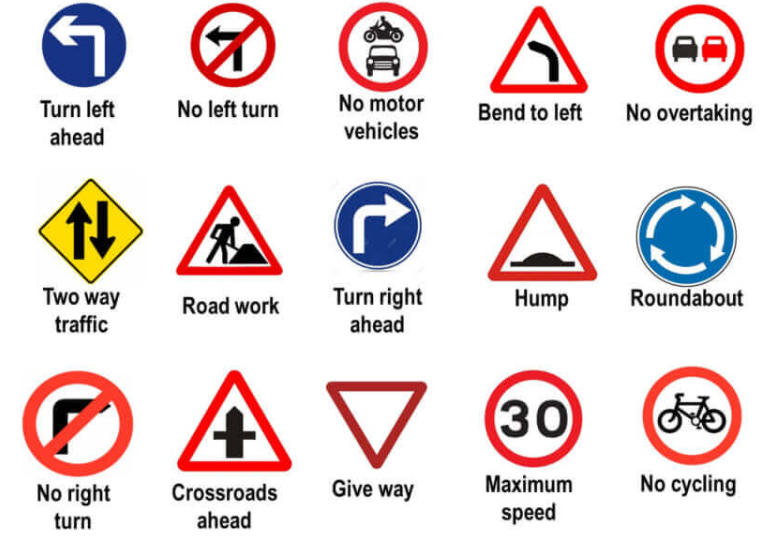 Turn left
ahead
No left turn
No motor
vehicles
Bend to left
No overtaking
Two way
traffic
Road work
Turn right
ahead
Hump
Roundabout
No right
turn
Crossroads
ahead
Give way
30
Maximum
speed
No cycling